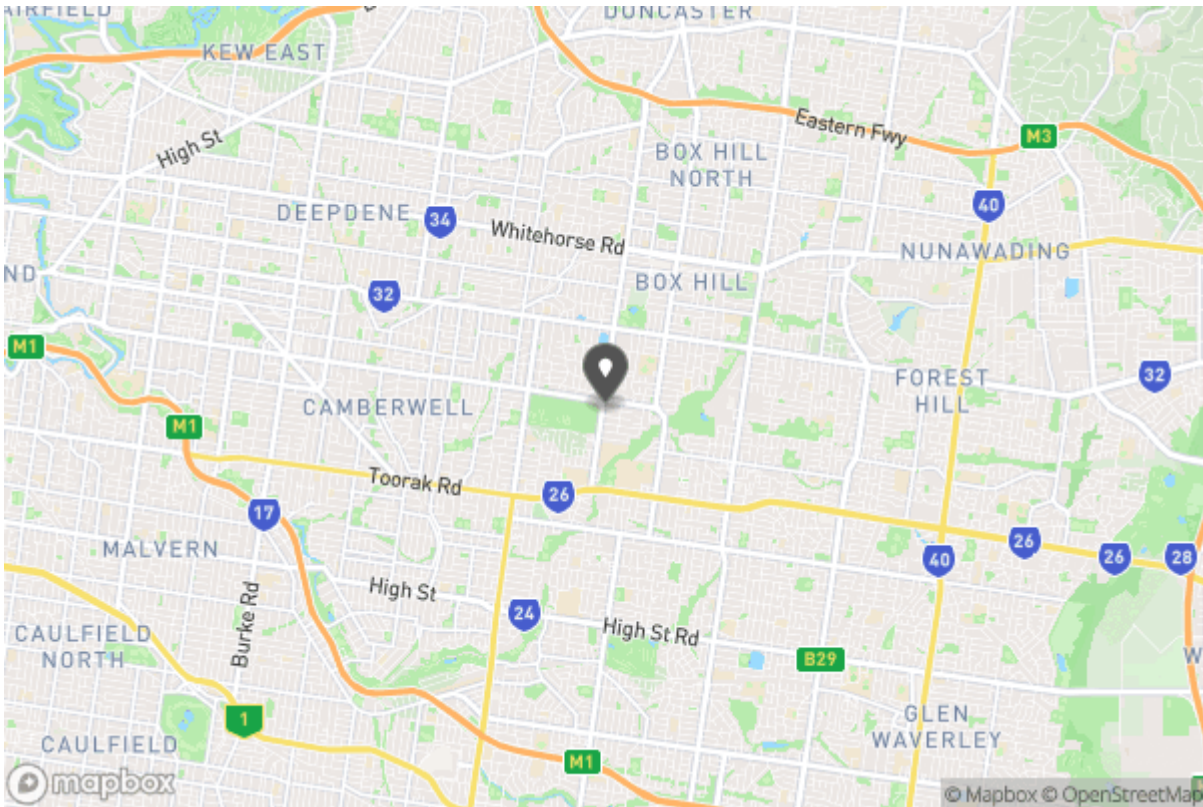 AIRFIELD
DONCASTER
KEW EAST
Eastern Fwy
M3
High St
BOX HILL
NORTH
DEEPDENE
34
40
Whitehorse Rd
NUNAWADING
ND
BOX HILL
32
M1
FOREST
HILL
32
CAMBERWELL
M1
Toorak Rd
26
17
26
MALVERN
40
26
28
High St
24
High St Rd
CAULFIELD
NORTH
Burke Rd
B29
W
1
GLEN
WAVERLEY
CAULFIELD
M1
mapbox
© Mapbox © OpenStreetMap